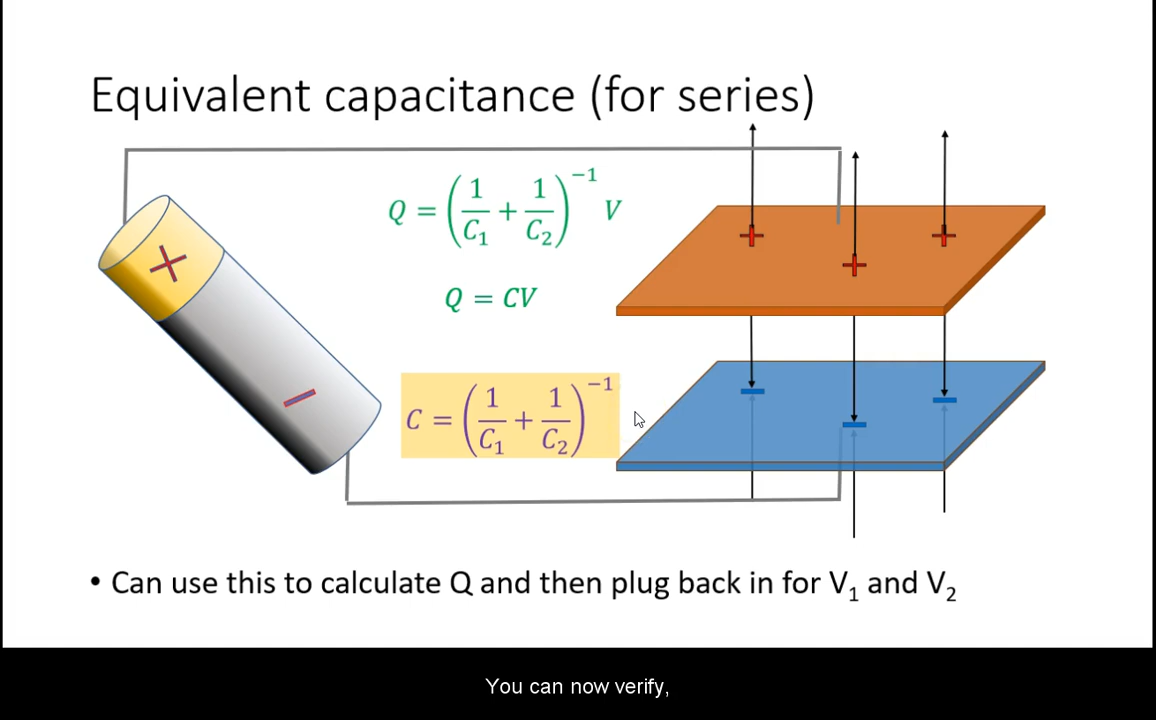 Equivalent capacitance (for series)
Q = (1/C₁ + 1/C₂)⁻¹ V
Q = CV
C = (1/C₁ + 1/C₂)⁻¹
+
−
+ + +
− − −
• Can use this to calculate Q and then plug back in for V₁ and V₂
You can now verify,